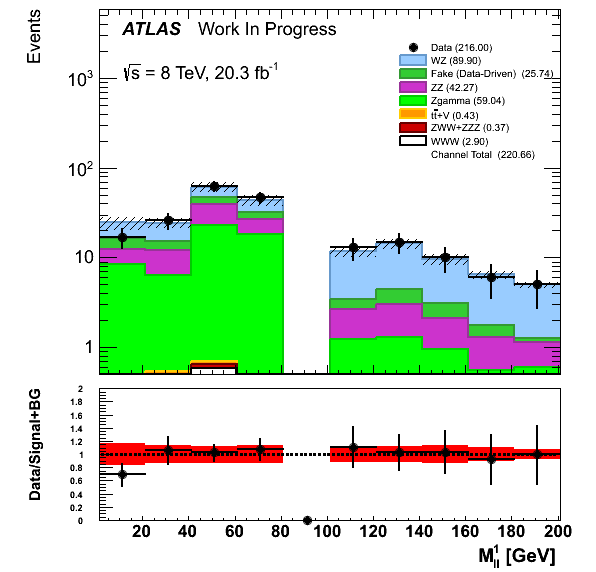 ATLAS Work In Progress
√s = 8 TeV, 20.3 fb⁻¹
Events
10³
10²
10
1
Data (216.00)
WZ (89.90)
Fake (Data-Driven) (25.74)
ZZ (42.27)
Zgamma (59.04)
tt̄+V (0.43)
ZWW+ZZZ (0.37)
WWW (2.90)
Channel Total (220.66)
Data/Signal+BG
2
1.8
1.6
1.4
1.2
1
0.8
0.6
0.4
0.2
0
20 40 60 80 100 120 140 160 180 200
M¹ll [GeV]